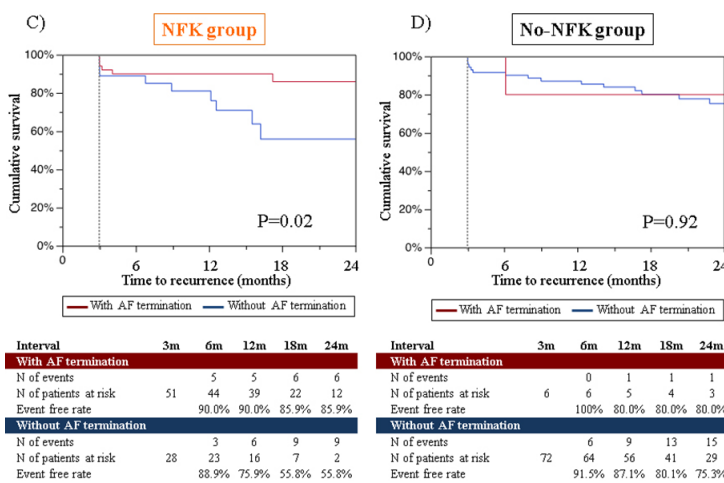 C)
NFK group
Cumulative survival
100%
80%
60%
40%
20%
0%
P=0.02
0 6 12 18 24
Time to recurrence (months)
With AF termination Without AF termination
Interval 3m 6m 12m 18m 24m
With AF termination
N of events 5 5 6 6
N of patients at risk 51 44 39 22 12
Event free rate 90.0% 90.0% 85.9% 85.9%
Without AF termination
N of events 3 6 9 9
N of patients at risk 28 23 16 7 2
Event free rate 88.9% 75.9% 55.8% 55.8%
D)
No-NFK group
Cumulative survival
100%
80%
60%
40%
20%
0%
P=0.92
0 6 12 18 24
Time to recurrence (months)
With AF termination Without AF termination
Interval 3m 6m 12m 18m 24m
With AF termination
N of events 0 1 1 1
N of patients at risk 6 6 5 4 3
Event free rate 100% 80.0% 80.0% 80.0%
Without AF termination
N of events 6 9 13 15
N of patients at risk 72 64 56 41 29
Event free rate 91.5% 87.1% 80.1% 75.3%